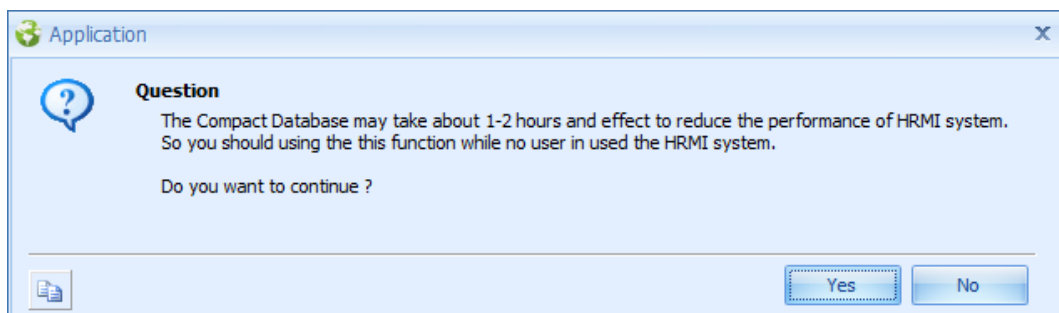 Application
Question
The Compact Database may take about 1-2 hours and effect to reduce the performance of HRMI system.
So you should using the this function while no user in used the HRMI system.
Do you want to continue ?
Yes
No